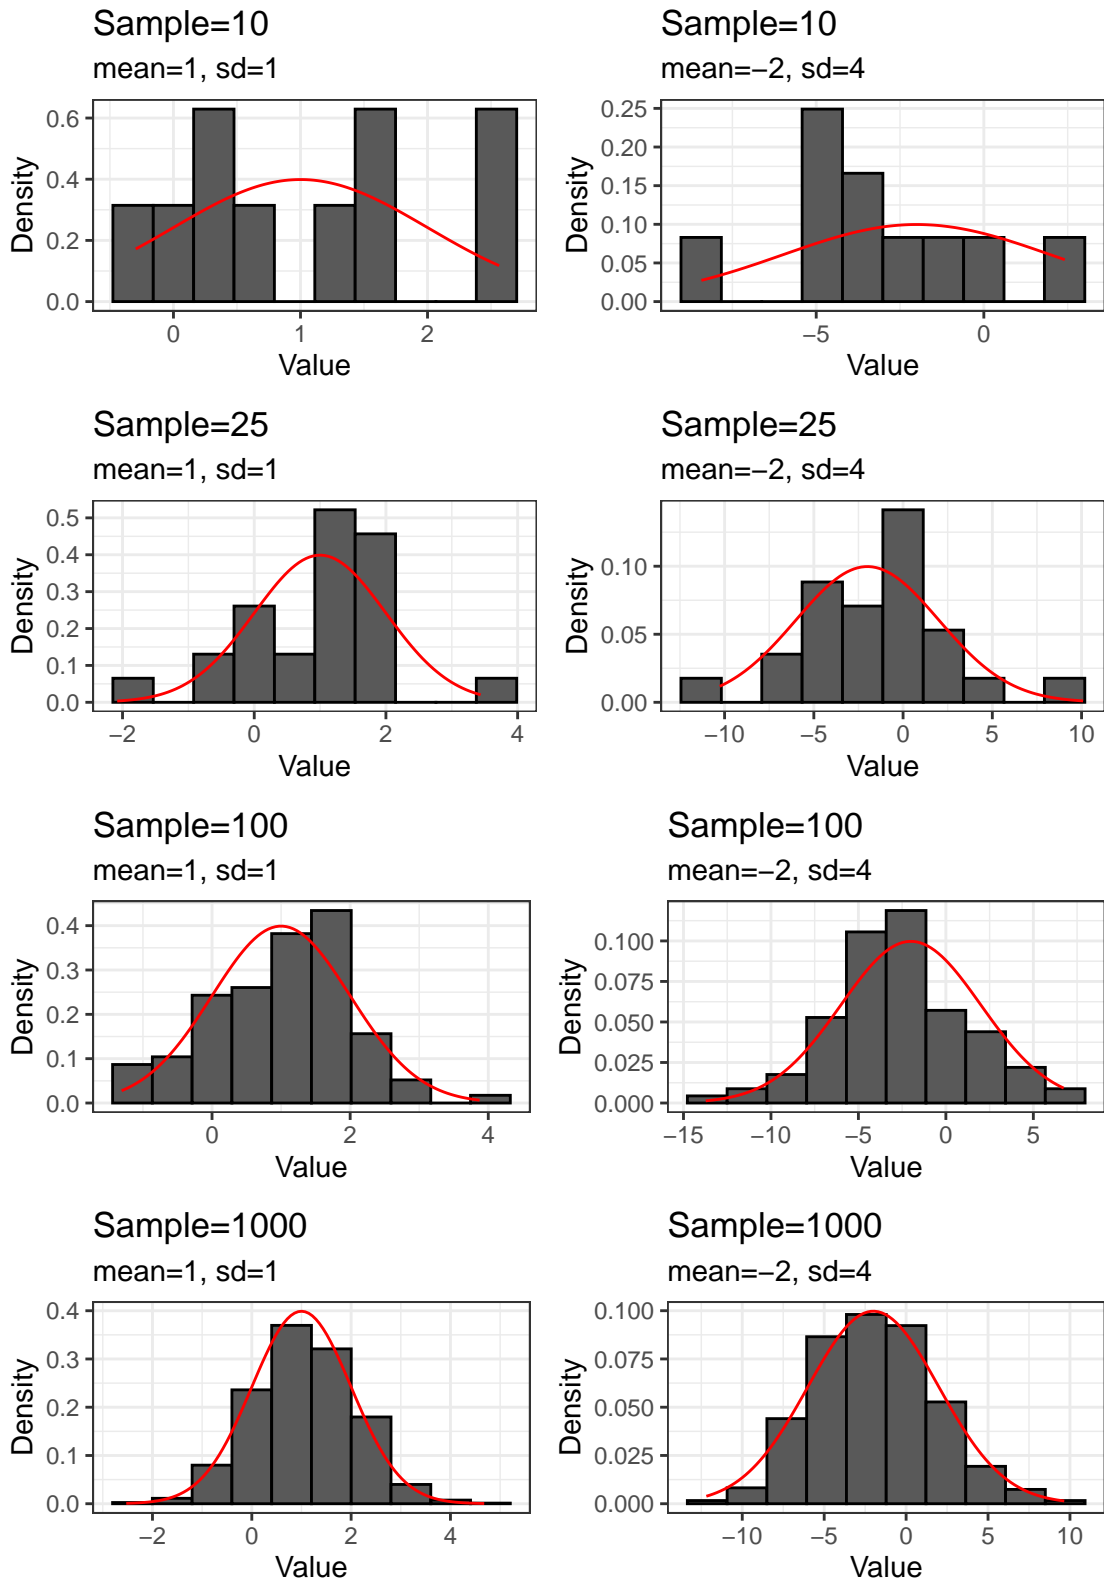 Sample=10
mean=1, sd=1
0.6
0.4
0.2
0.0
Density
0
1
2
Value
Sample=10
mean=−2, sd=4
0.25
0.20
0.15
0.10
0.05
0.00
Density
−5
0
Value
Sample=25
mean=1, sd=1
0.5
0.4
0.3
0.2
0.1
0.0
Density
−2
0
2
4
Value
Sample=25
mean=−2, sd=4
0.10
0.05
0.00
Density
−10
−5
0
5
10
Value
Sample=100
mean=1, sd=1
0.4
0.3
0.2
0.1
0.0
Density
0
2
4
Value
Sample=100
mean=−2, sd=4
0.100
0.075
0.050
0.025
0.000
Density
−15
−10
−5
0
5
Value
Sample=1000
mean=1, sd=1
0.4
0.3
0.2
0.1
0.0
Density
−2
0
2
4
Value
Sample=1000
mean=−2, sd=4
0.100
0.075
0.050
0.025
0.000
Density
−10
−5
0
5
10
Value